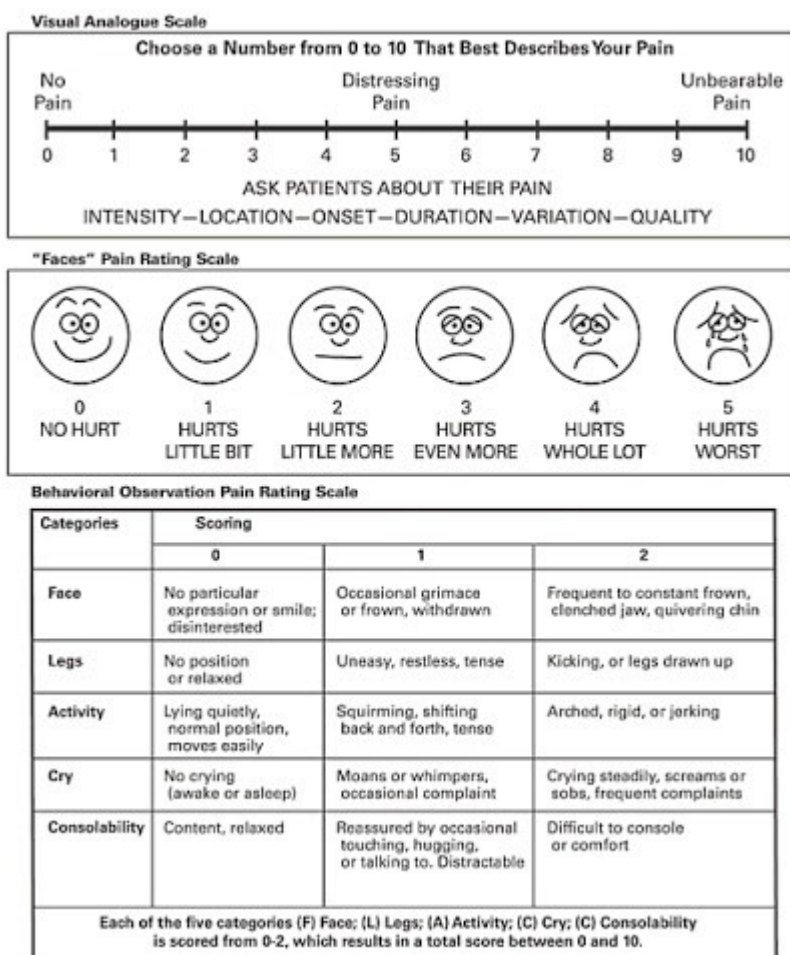 Visual Analogue Scale
Choose a Number from 0 to 10 That Best Describes Your Pain
No Distressing Unbearable
Pain Pain Pain
0 1 2 3 4 5 6 7 8 9 10
ASK PATIENTS ABOUT THEIR PAIN
INTENSITY—LOCATION—ONSET—DURATION—VARIATION—QUALITY
"Faces" Pain Rating Scale
0 1 2 3 4 5
NO HURT HURTS HURTS HURTS HURTS HURTS
LITTLE BIT LITTLE MORE EVEN MORE WHOLE LOT WORST
Behavioral Observation Pain Rating Scale
Categories Scoring
0 1 2
Face No particular Occasional grimace Frequent to constant frown,
expression or smile; or frown, withdrawn clenched jaw, quivering chin
disinterested
Legs No position Uneasy, restless, tense Kicking, or legs drawn up
or relaxed
Activity Lying quietly, Squirming, shifting Arched, rigid, or jerking
normal position, back and forth, tense
moves easily
Cry No crying Moans or whimpers, Crying steadily, screams or
(awake or asleep) occasional complaint sobs, frequent complaints
Consolability Content, relaxed Reassured by occasional Difficult to console
touching, hugging, or comfort
or talking to. Distractable
Each of the five categories (F) Face; (L) Legs; (A) Activity; (C) Cry; (C) Consolability
is scored from 0-2, which results in a total score between 0 and 10.